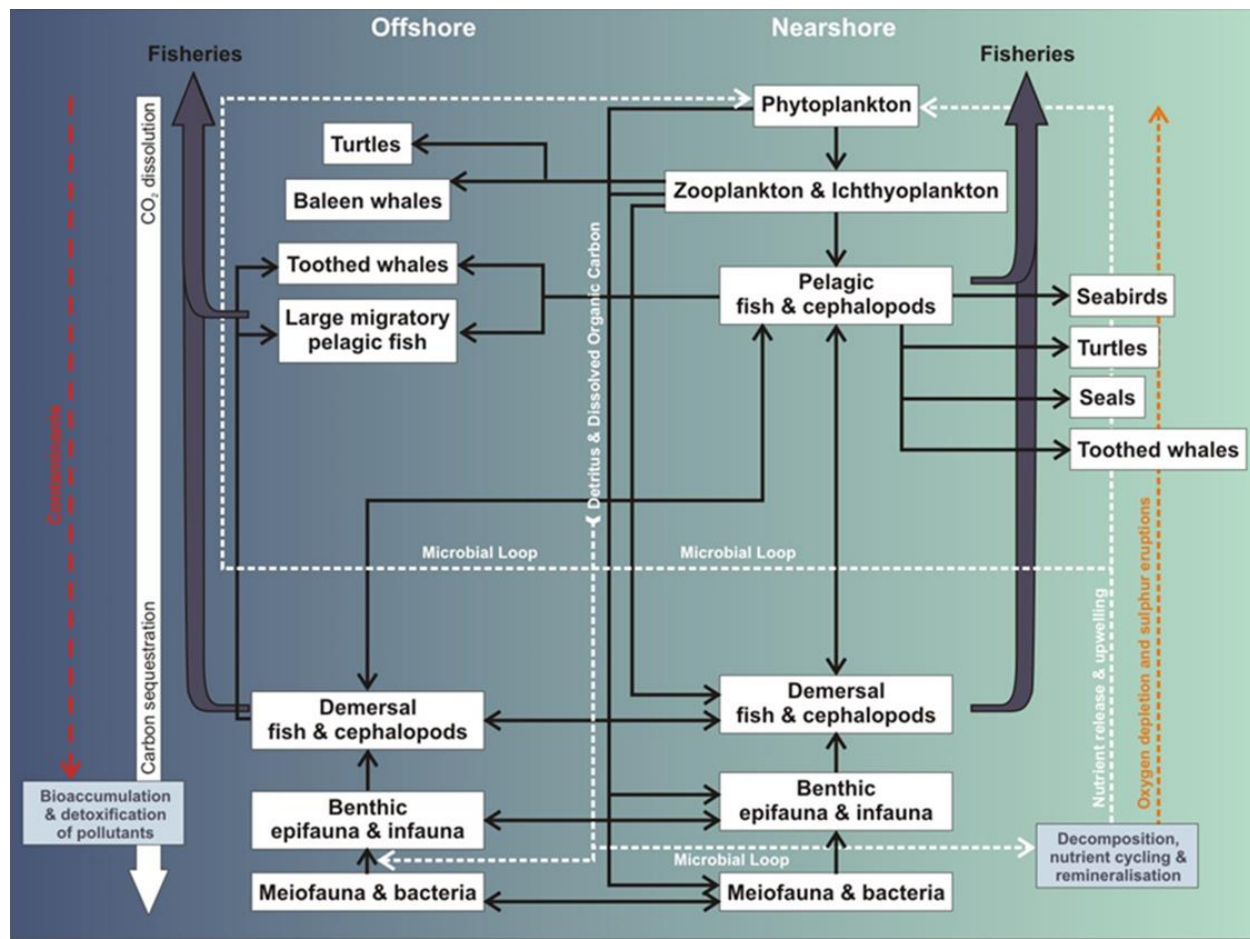 Offshore
Nearshore
Fisheries
Fisheries
Phytoplankton
Turtles
Zooplankton & Ichthyoplankton
Baleen whales
CO₂ dissolution
Toothed whales
Pelagic
fish & cephalopods
Large migratory
pelagic fish
Seabirds
Turtles
Seals
Toothed whales
Detritus & Dissolved Organic Carbon
Contaminants
Microbial Loop
Microbial Loop
Carbon sequestration
Nutrient release & upwelling
Oxygen depletion and sulphur eruptions
Demersal
fish & cephalopods
Demersal
fish & cephalopods
Bioaccumulation
& detoxification
of pollutants
Benthic
epifauna & infauna
Benthic
epifauna & infauna
Microbial Loop
Decomposition,
nutrient cycling &
remineralisation
Meiofauna & bacteria
Meiofauna & bacteria